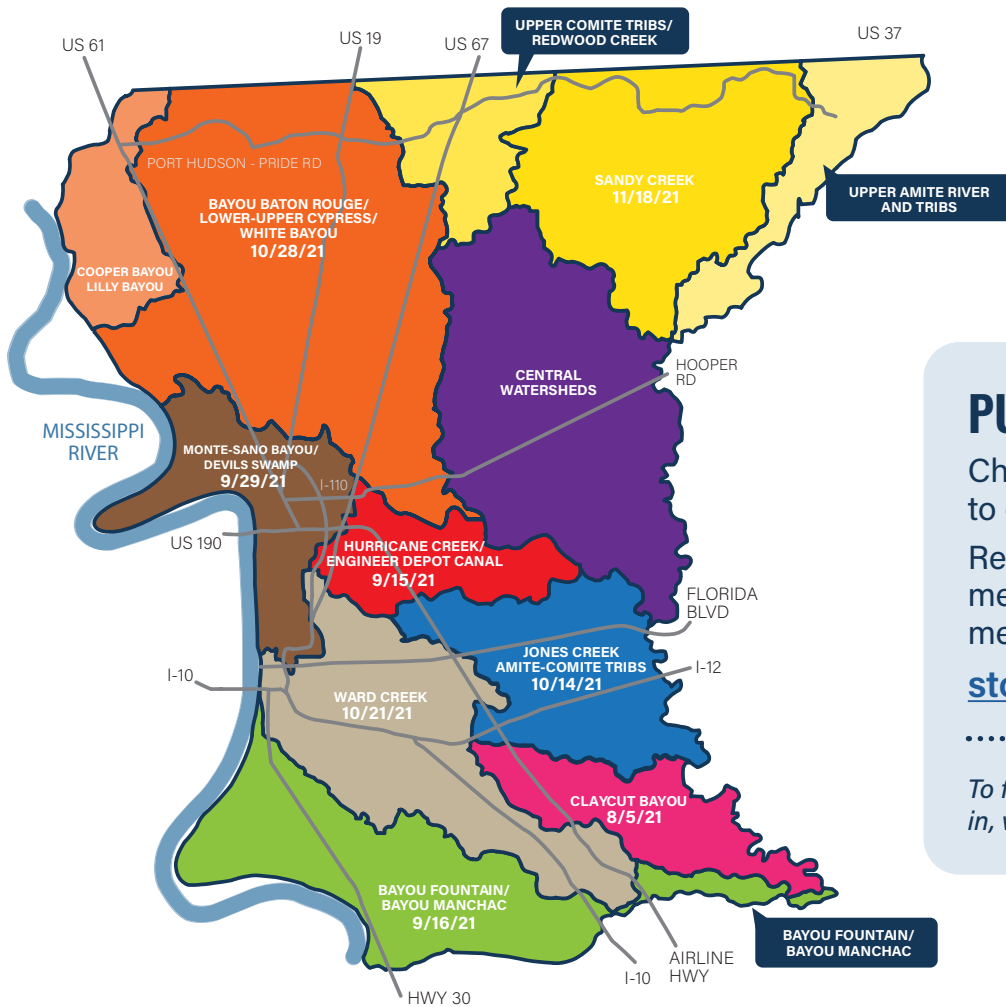 US 61
US 19
US 67
UPPER COMITE TRIBS/
REDWOOD CREEK
US 37
PORT HUDSON - PRIDE RD
SANDY CREEK
11/18/21
UPPER AMITE RIVER
AND TRIBS
BAYOU BATON ROUGE/
LOWER-UPPER CYPRESS/
WHITE BAYOU
10/28/21
COOPER BAYOU
LILLY BAYOU
CENTRAL
WATERSHEDS
HOOPER
RD
MISSISSIPPI
RIVER
MONTE-SANO BAYOU/
DEVILS SWAMP
9/29/21
I-110
US 190
HURRICANE CREEK/
ENGINEER DEPOT CANAL
9/15/21
FLORIDA
BLVD
JONES CREEK
AMITE-COMITE TRIBS
10/14/21
I-12
I-10
WARD CREEK
10/21/21
CLAYCUT BAYOU
8/5/21
BAYOU FOUNTAIN/
BAYOU MANCHAC
9/16/21
BAYOU FOUNTAIN/
BAYOU MANCHAC
AIRLINE
HWY
I-10
HWY 30
PU
Ch
to
Re
me
me
sto
To f
in, v